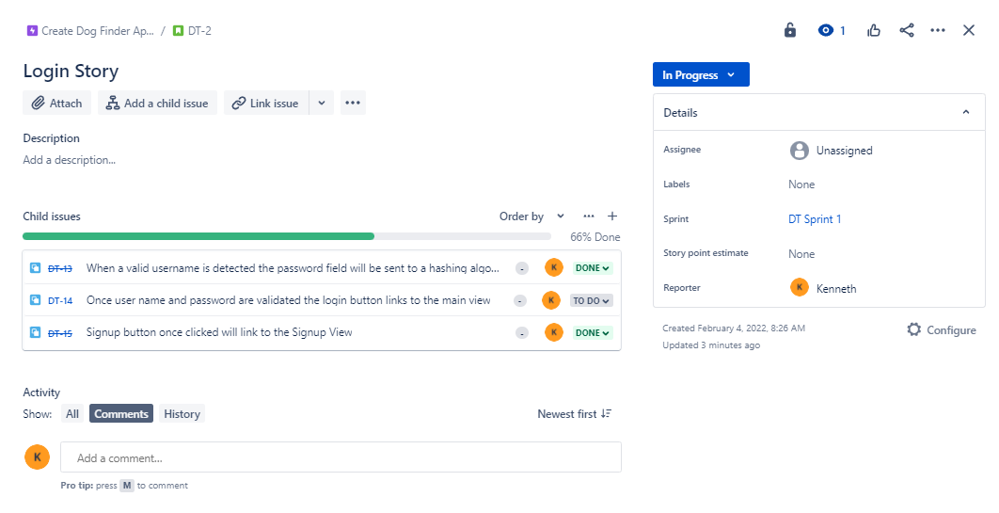 Create Dog Finder Ap... / DT-2
1
Login Story
Attach
Add a child issue
Link issue
In Progress
Description
Add a description...
Details
Assignee Unassigned
Labels None
Sprint DT Sprint 1
Story point estimate None
Reporter K Kenneth
Created February 4, 2022, 8:26 AM
Updated 3 minutes ago
Configure
Child issues Order by
66% Done
DT-13 When a valid username is detected the password field will be sent to a hashing algo... - K DONE
DT-14 Once user name and password are validated the login button links to the main view - K TO DO
DT-15 Signup button once clicked will link to the Signup View - K DONE
Activity
Show: All Comments History Newest first
K Add a comment...
Pro tip: press M to comment